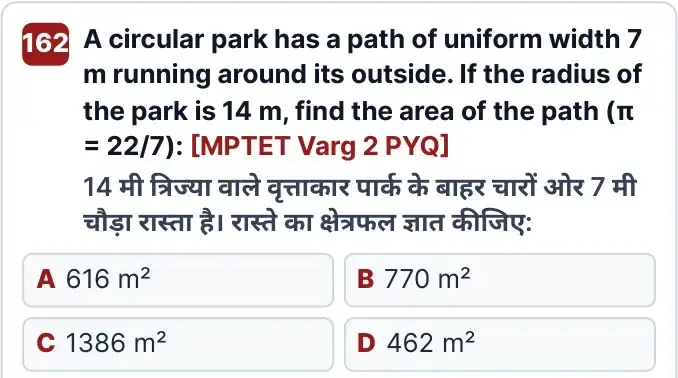 162 A circular park has a path of uniform width 7
m running around its outside. If the radius of
the park is 14 m, find the area of the path (π
= 22/7): [MPTET Varg 2 PYQ]
14 मी त्रिज्या वाले वृत्ताकार पार्क के बाहर चारों ओर 7 मी
चौड़ा रास्ता है। रास्ते का क्षेत्रफल ज्ञात कीजिए:
A 616 m²
B 770 m²
C 1386 m²
D 462 m²